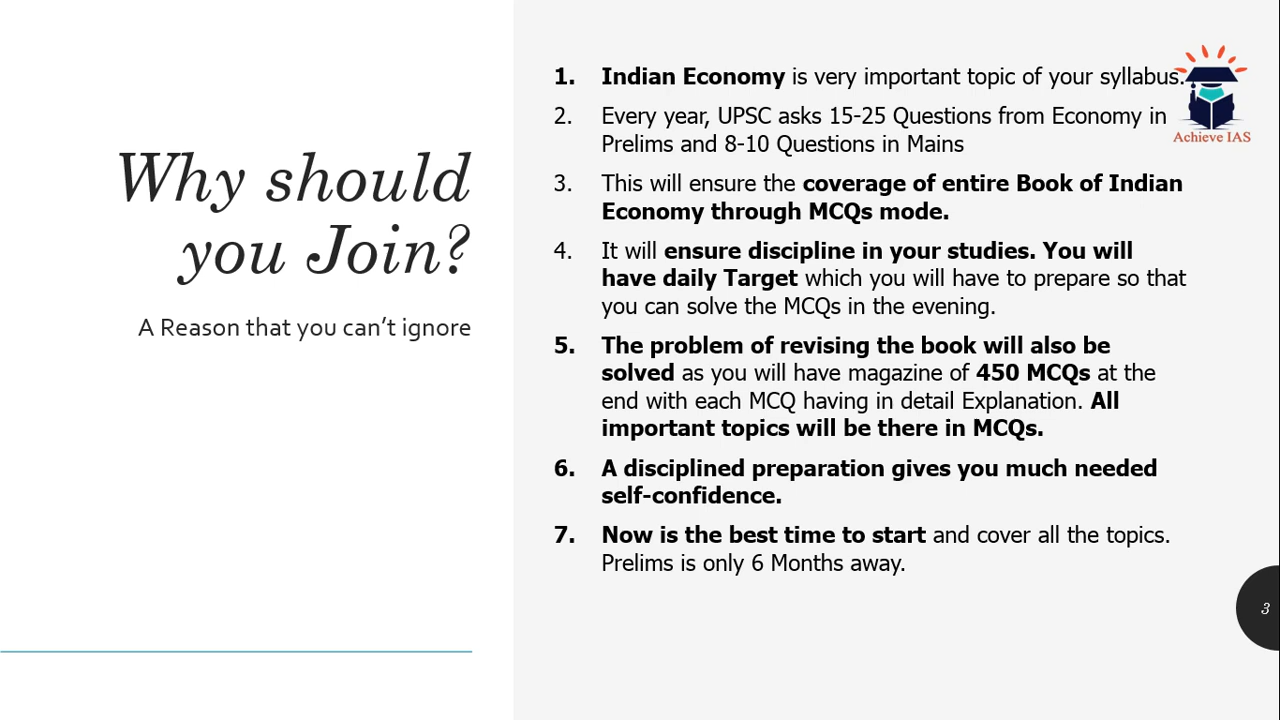 Why should
you Join?
A Reason that you can’t ignore
1. Indian Economy is very important topic of your syllabus.
2. Every year, UPSC asks 15-25 Questions from Economy in
Prelims and 8-10 Questions in Mains
3. This will ensure the coverage of entire Book of Indian
Economy through MCQs mode.
4. It will ensure discipline in your studies. You will
have daily Target which you will have to prepare so that
you can solve the MCQs in the evening.
5. The problem of revising the book will also be
solved as you will have magazine of 450 MCQs at the
end with each MCQ having in detail Explanation. All
important topics will be there in MCQs.
6. A disciplined preparation gives you much needed
self-confidence.
7. Now is the best time to start and cover all the topics.
Prelims is only 6 Months away.
Achieve IAS
3